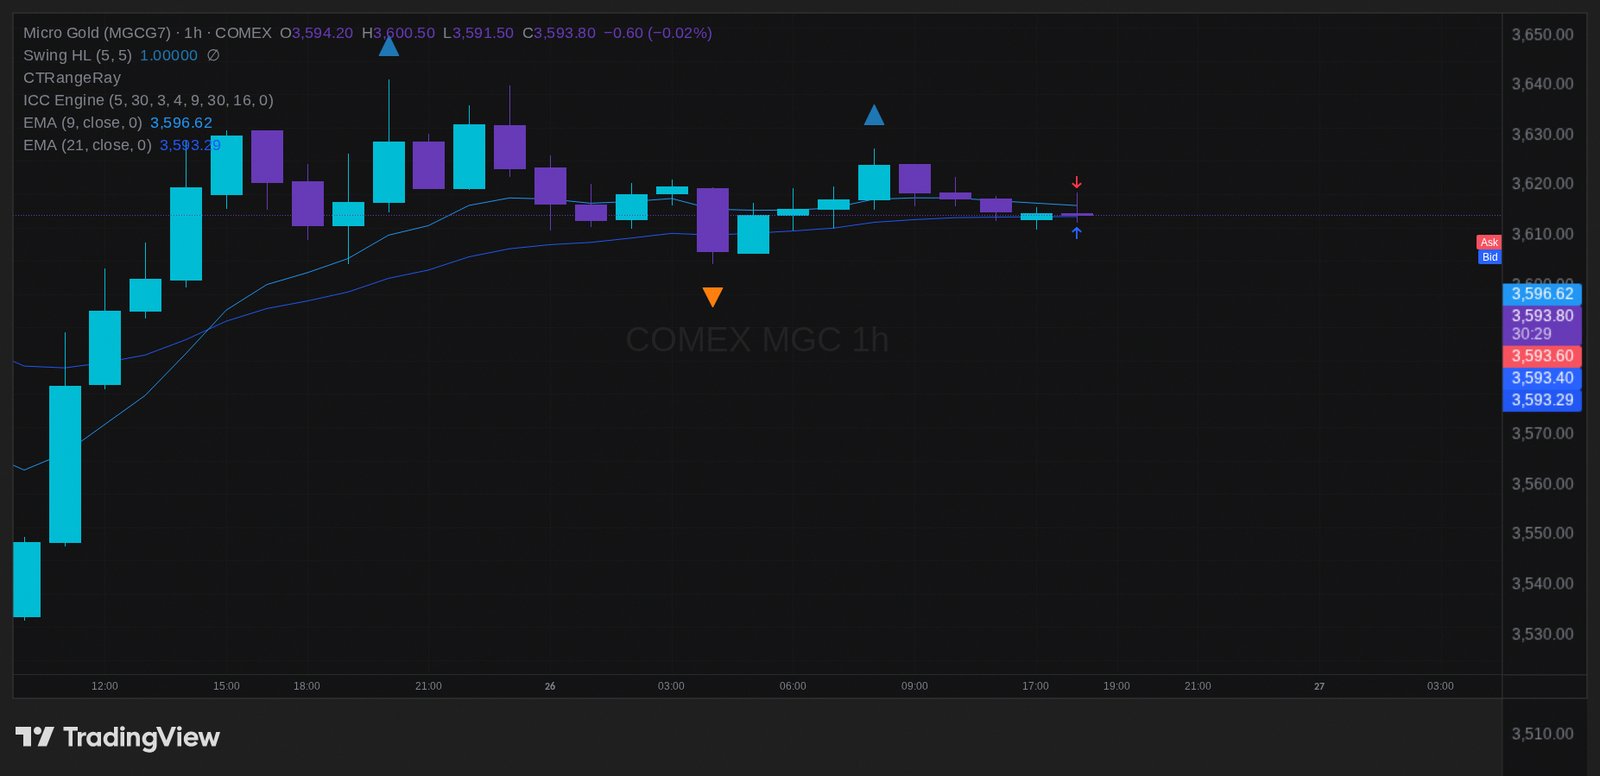 Micro Gold (MGCG7) · 1h · COMEX O3,594.20 H3,600.50 L3,591.50 C3,593.80 −0.60 (−0.02%)
Swing HL (5, 5) 1.00000 ∅
CTRangeRay
ICC Engine (5, 30, 3, 4, 9, 30, 16, 0)
EMA (9, close, 0) 3,596.62
EMA (21, close, 0) 3,593.29
COMEX MGC 1h
3,650.00
3,640.00
3,630.00
3,620.00
3,610.00
Ask
Bid
3,600.00
3,596.62
3,593.80
30:29
3,593.60
3,593.40
3,593.29
3,570.00
3,560.00
3,550.00
3,540.00
3,530.00
3,510.00
12:00 15:00 18:00 21:00 26 03:00 06:00 09:00 17:00 19:00 21:00 27 03:00
TradingView